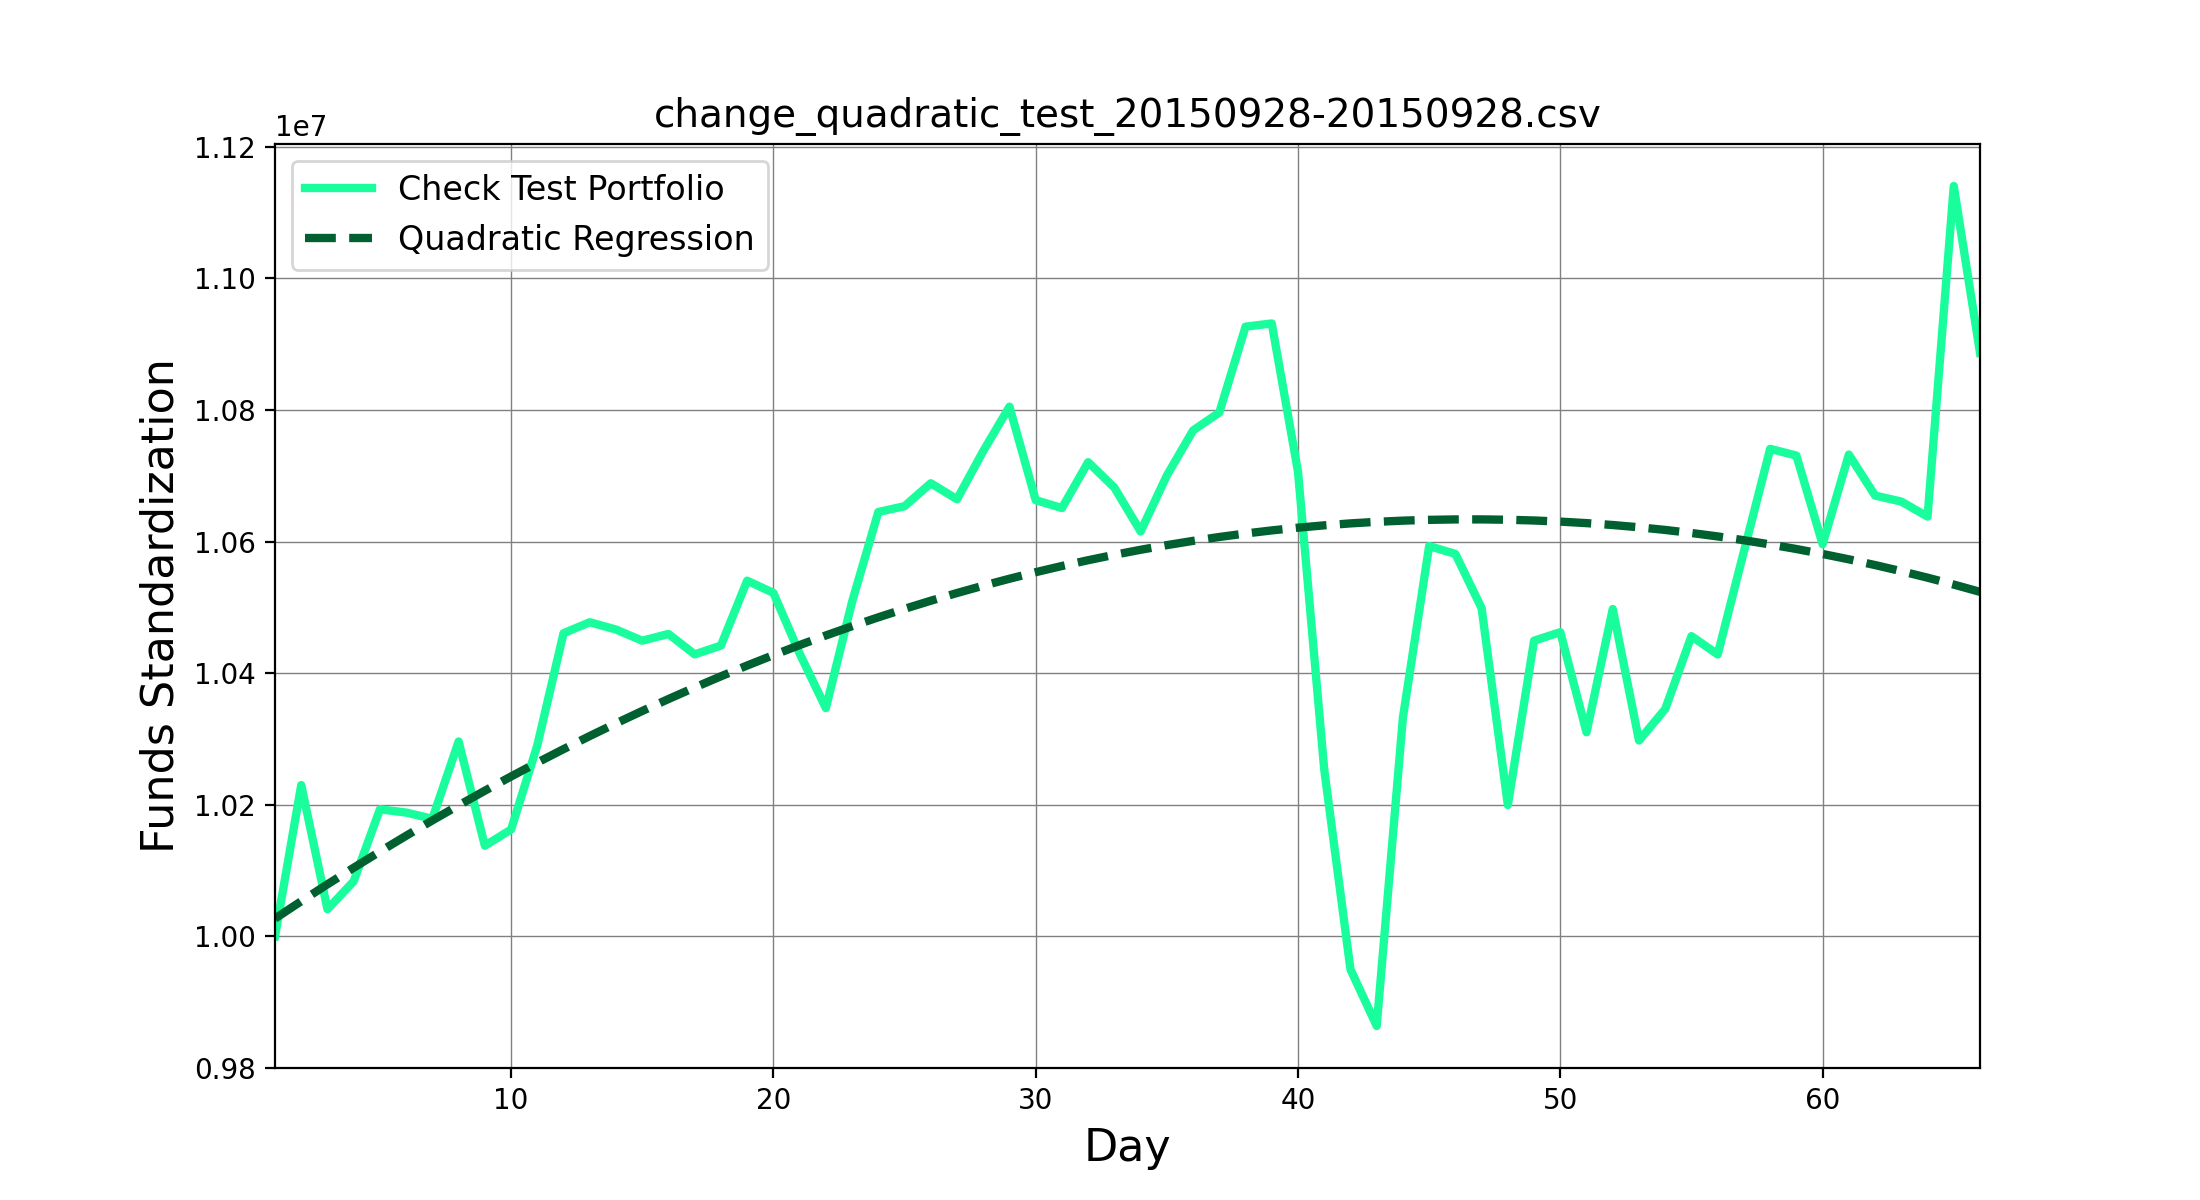 change_quadratic_test_20150928-20150928.csv
1e7
1.12
1.10
1.08
1.06
1.04
1.02
1.00
0.98
Funds Standardization
Check Test Portfolio
Quadratic Regression
10 20 30 40 50 60
Day